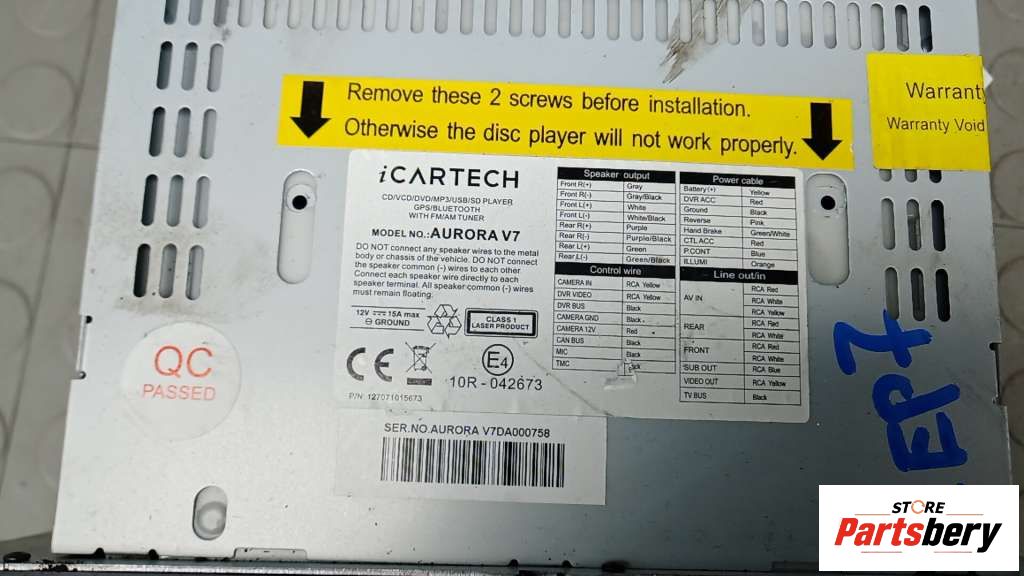 Remove these 2 screws before installation.
Otherwise the disc player will not work properly.
Warranty
Warranty Void
iCARTECH
CD/VCD/DVD/MP3/USB/SD PLAYER
GPS/BLUETOOTH
WITH FM/AM TUNER
MODEL NO.:AURORA V7
DO NOT connect any speaker wires to the metal
body or chassis of the vehicle. DO NOT connect
the speaker common (-) wires to each other
Connect each speaker wire directly to each
speaker terminal. All speaker common (-) wires
must remain floating.
12V 15A max
GROUND
CLASS 1
LASER PRODUCT
CE
E4
10R - 042673
P/N: 127071015673
Speaker output
Front R(+) Gray
Front R(-) Gray/Black
Front L(+) White
Front L(-) White/Black
Rear R(+) Purple
Rear R(-) Purple/Black
Rear L(+) Green
Rear L(-) Green/Black
Control wire
CAMERA IN RCA Yellow
DVR VIDEO RCA Yellow
DVR BUS Black
CAMERA GND Black
CAMERA 12V Red
CAN BUS Black
MIC Black
TMC
Power cable
Battery(+) Yellow
DVR ACC Red
Ground Black
Reverse Pink
Hand Brake Green/White
CTL ACC Red
P.CONT Blue
ILLUMI Orange
Line out/in
AV IN RCA Red
RCA White
RCA Yellow
REAR RCA Red
RCA White
FRONT RCA Red
RCA White
SUB OUT RCA Blue
VIDEO OUT RCA Yellow
TV BUS Black
QC
PASSED
SER.NO.AURORA V7DA000758
EP7
STORE
Partsbery